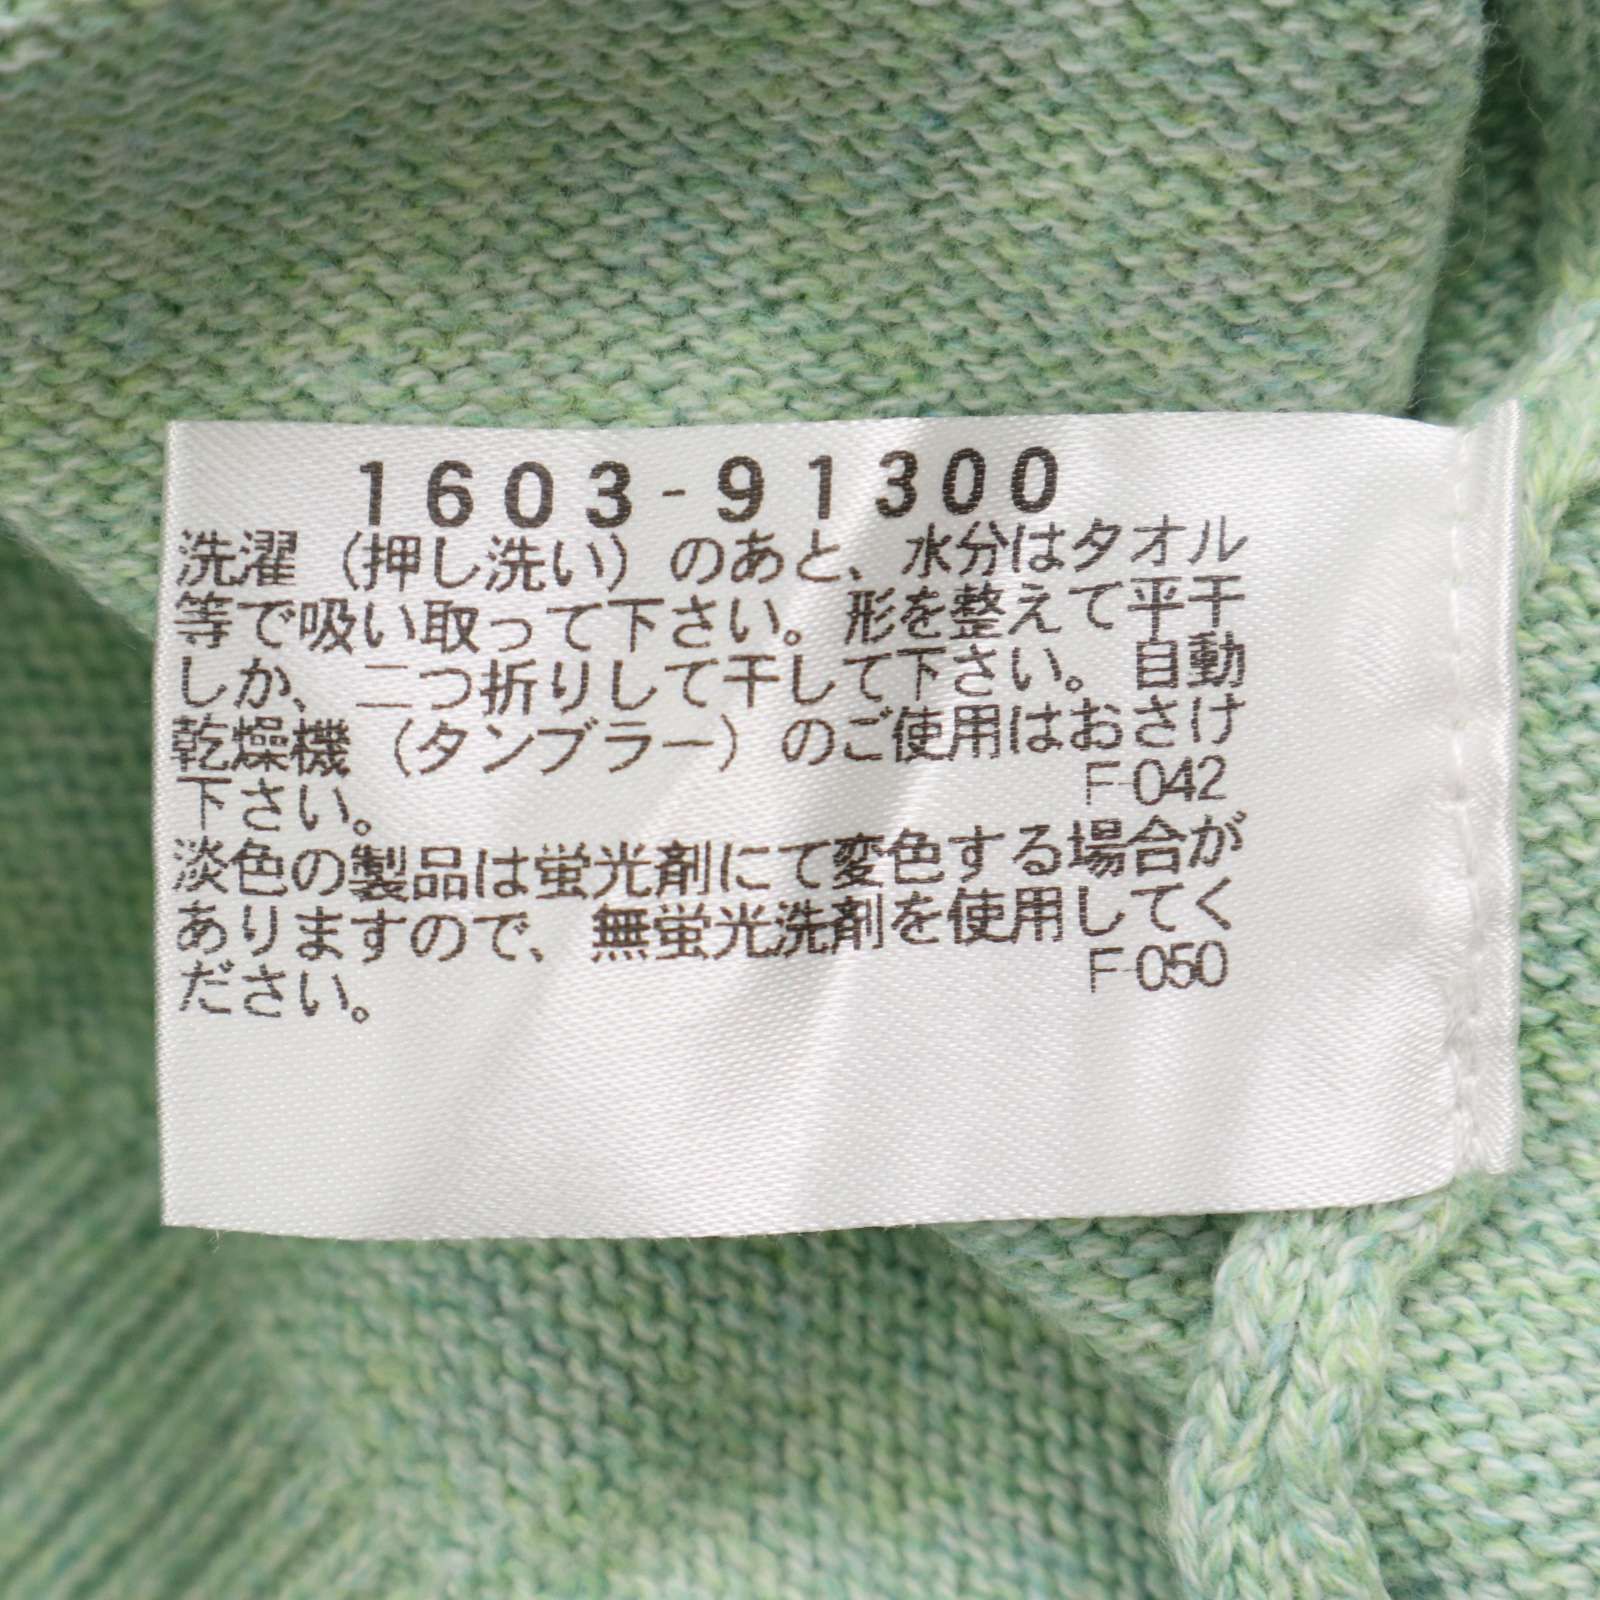 1603-91300
洗濯（押し洗い）のあと、水分はタオル
等で吸い取って下さい。形を整えて平干
しか、二つ折りして干して下さい。自動
乾燥機（タンブラー）のご使用はおさけ
下さい。 F-042
淡色の製品は蛍光剤にて変色する場合が
ありますので、無蛍光洗剤を使用してく
ださい。 F-050